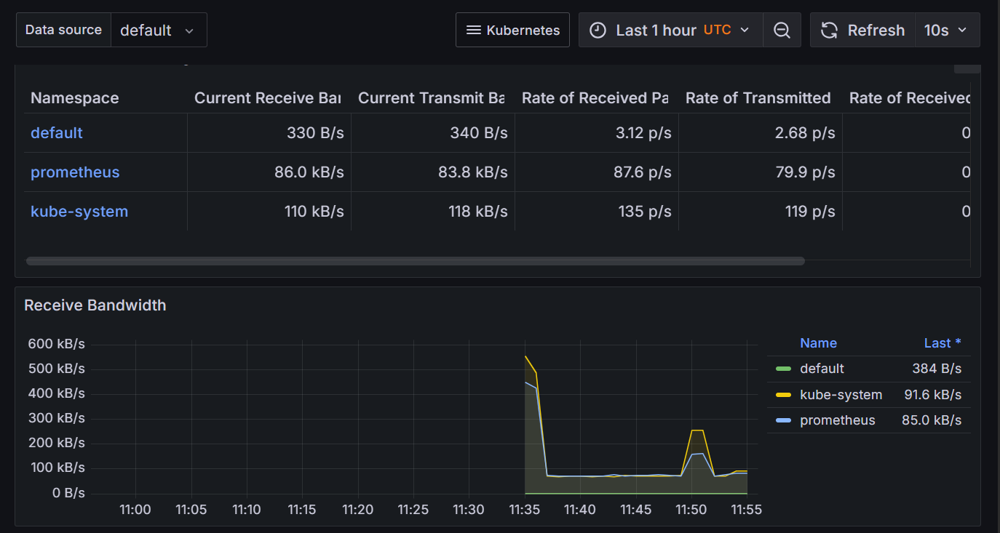 Data source default Kubernetes Last 1 hour UTC Refresh 10s
Namespace Current Receive Bar Current Transmit Ba Rate of Received Pa Rate of Transmitted Rate of Received
default 330 B/s 340 B/s 3.12 p/s 2.68 p/s 0
prometheus 86.0 kB/s 83.8 kB/s 87.6 p/s 79.9 p/s 0
kube-system 110 kB/s 118 kB/s 135 p/s 119 p/s 0
Receive Bandwidth
600 kB/s
500 kB/s
400 kB/s
300 kB/s
200 kB/s
100 kB/s
0 B/s
11:00 11:05 11:10 11:15 11:20 11:25 11:30 11:35 11:40 11:45 11:50 11:55
Name Last *
default 384 B/s
kube-system 91.6 kB/s
prometheus 85.0 kB/s